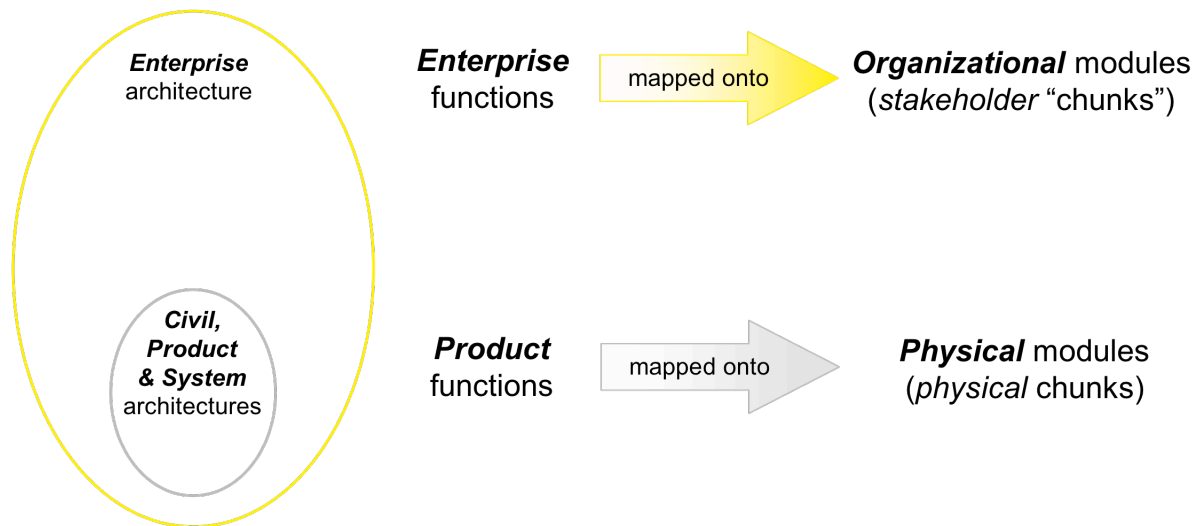 Enterprise
architecture
Enterprise
functions
mapped onto
Organizational modules
(stakeholder “chunks”)
Civil,
Product
& System
architectures
Product
functions
mapped onto
Physical modules
(physical chunks)